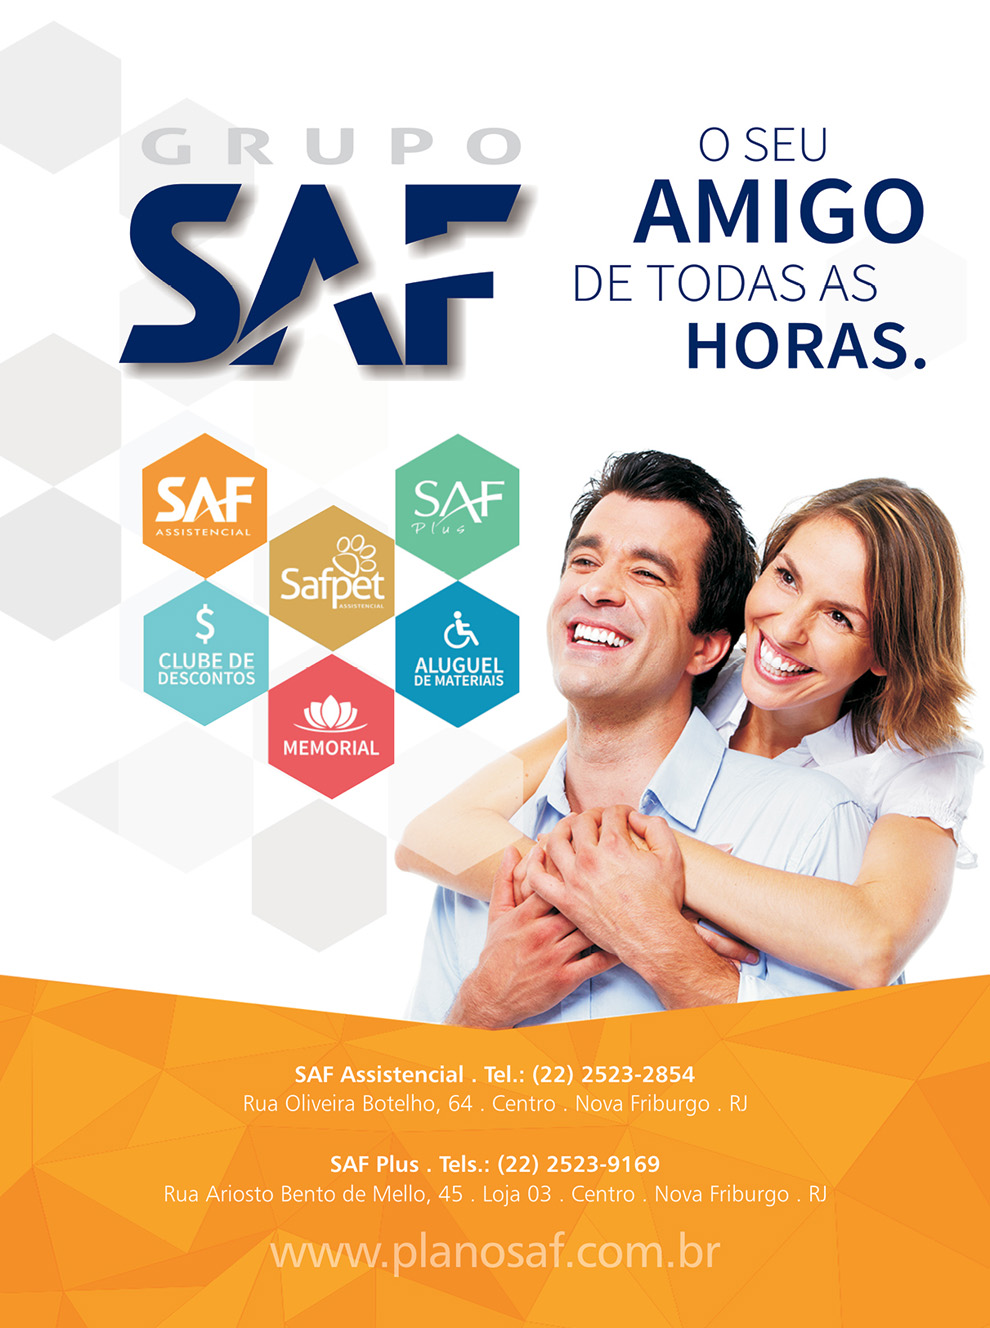 GRUPO
SAF
O SEU
AMIGO
DE TODAS AS
HORAS.
SAF
ASSISTENCIAL
SAF
Plus
Safpet
ASSISTENCIAL
$
CLUBE DE
DESCONTOS
ALUGUEL
DE MATERIAIS
MEMORIAL
SAF Assistencial . Tel.: (22) 2523-2854
Rua Oliveira Botelho, 64 . Centro . Nova Friburgo . RJ
SAF Plus . Tels.: (22) 2523-9169
Rua Ariosto Bento de Mello, 45 . Loja 03 . Centro . Nova Friburgo . RJ
www.planosaf.com.br